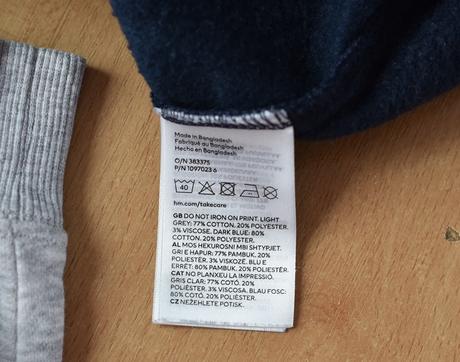 Made in Bangladesh
Fabriqué au Bangladesh
Hecho en Bangladesh
O/N 383375
P/N 1097023 6
40
hm.com/takecare
GB DO NOT IRON ON PRINT. LIGHT
GREY: 77% COTTON, 20% POLYESTER,
3% VISCOSE. DARK BLUE: 80%
COTTON, 20% POLYESTER.
AL MOS HEKUROSNI MBI SHTYPJET.
GRI E HAPUR: 77% PAMBUK, 20%
POLIESTËR, 3% VISKOZË. BLU E
ERRËT: 80% PAMBUK, 20% POLIESTËR.
CAT NO PLANXEU LA IMPRESSIÓ.
GRIS CLAR: 77% COTÓ, 20%
POLIÈSTER, 3% VISCOSA. BLAU FOSC:
80% COTÓ, 20% POLIÈSTER.
CZ NEŽEHLETE POTISK.